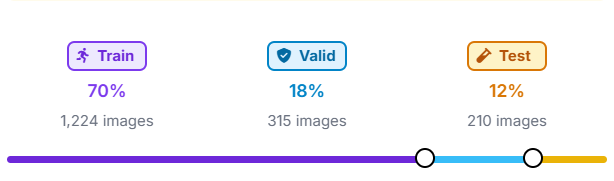 Train Valid Test
70% 18% 12%
1,224 images 315 images 210 images